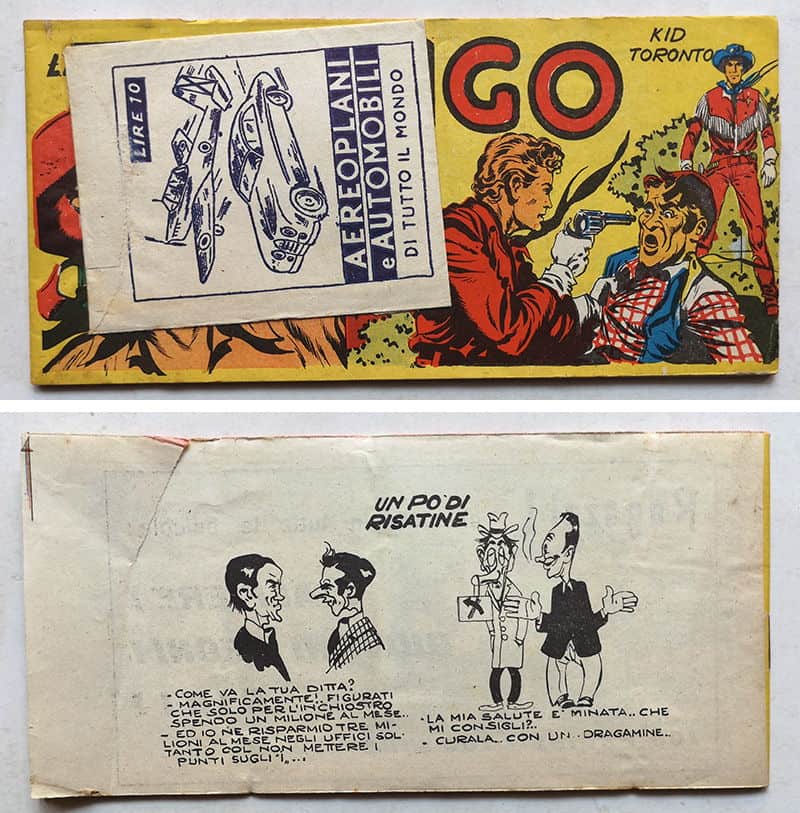 GO
KID
TORONTO
LIRE 10
AEREOPLANI
e AUTOMOBILI
DI TUTTO IL MONDO
UN PO' DI
RISATINE
- COME VA LA TUA DITTA?
- MAGNIFICAMENTE!. FIGURATI
CHE SOLO PER L'INCHIOSTRO
SPENDO UN MILIONE AL MESE..
- ED IO NE RISPARMIO TRE MI-
LIONI AL MESE NEGLI UFFICI SOL-
TANTO COL NON METTERE I
PUNTI SUGLI "I„...
- LA MIA SALUTE E' MINATA.. CHE
MI CONSIGLI?..
- CURALA.. CON UN.. DRAGAMINE..